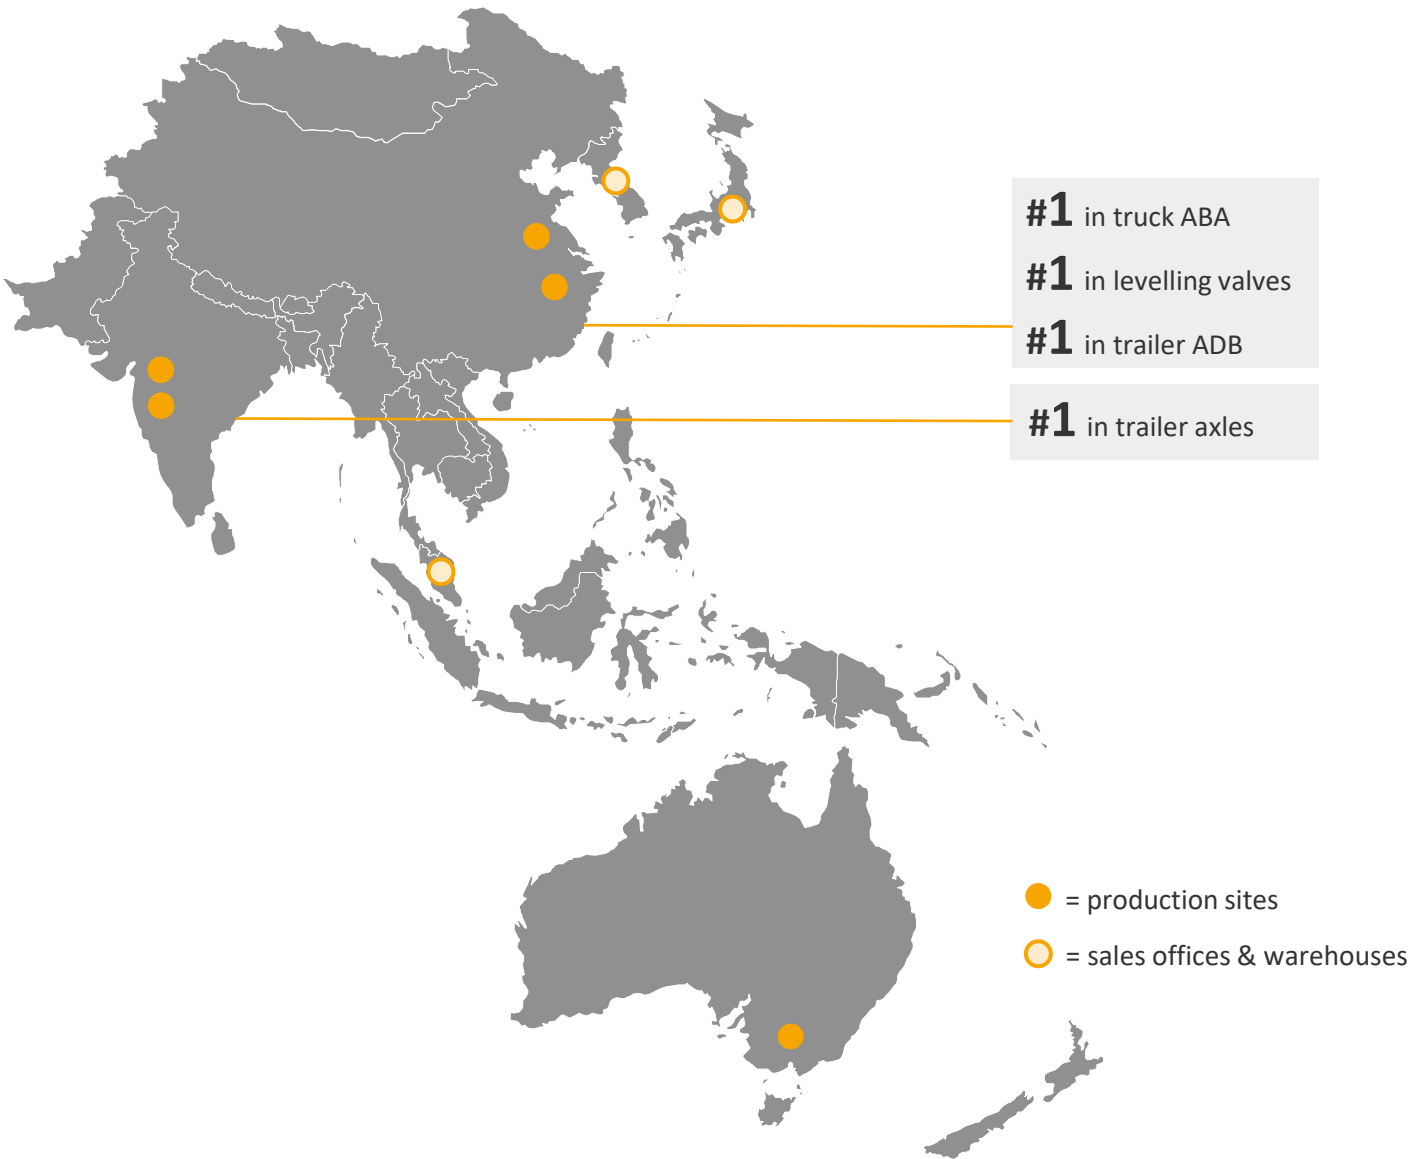 #1 in truck ABA
#1 in levelling valves
#1 in trailer ADB
#1 in trailer axles
= production sites
= sales offices & warehouses